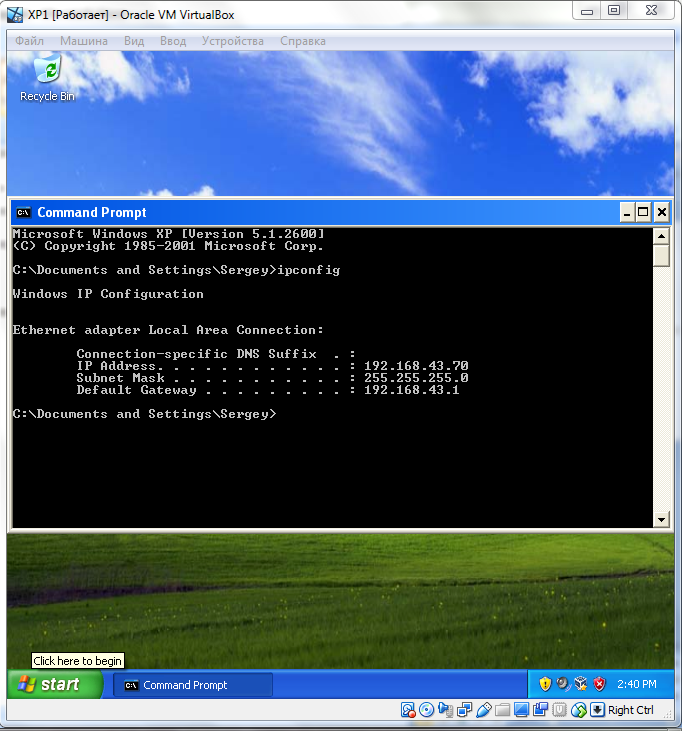 XP1 [Работает] - Oracle VM VirtualBox
Файл Машина Вид Ввод Устройства Справка
Recycle Bin
C:\ Command Prompt
Microsoft Windows XP [Version 5.1.2600]
(C) Copyright 1985-2001 Microsoft Corp.
C:\Documents and Settings\Sergey>ipconfig
Windows IP Configuration
Ethernet adapter Local Area Connection:
Connection-specific DNS Suffix  . :
IP Address. . . . . . . . . . . . : 192.168.43.70
Subnet Mask . . . . . . . . . . . : 255.255.255.0
Default Gateway . . . . . . . . . : 192.168.43.1
C:\Documents and Settings\Sergey>
Click here to begin
start C:\ Command Prompt 2:40 PM
Right Ctrl